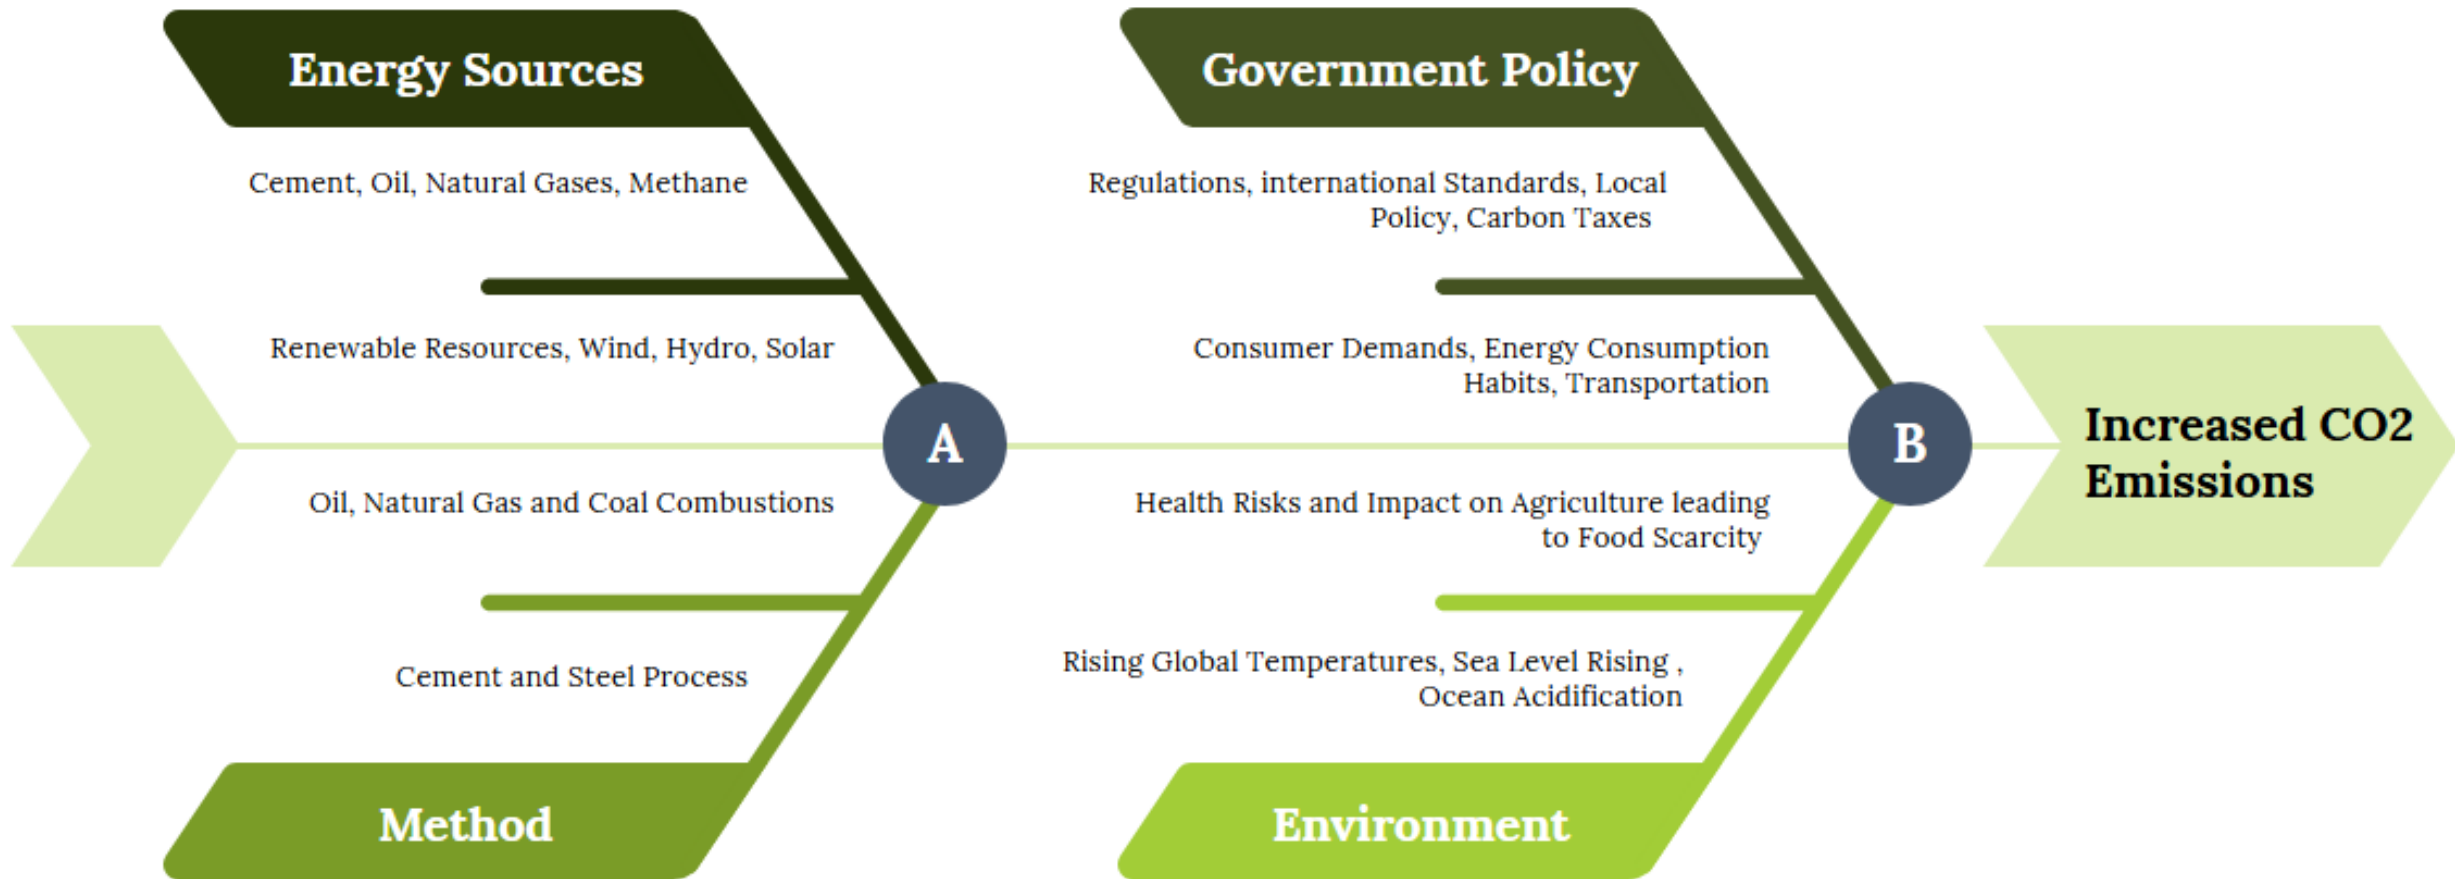 Energy Sources
Cement, Oil, Natural Gases, Methane
Renewable Resources, Wind, Hydro, Solar
A
Oil, Natural Gas and Coal Combustions
Cement and Steel Process
Method
Government Policy
Regulations, international Standards, Local
Policy, Carbon Taxes
Consumer Demands, Energy Consumption
Habits, Transportation
B
Health Risks and Impact on Agriculture leading
to Food Scarcity
Rising Global Temperatures, Sea Level Rising ,
Ocean Acidification
Environment
Increased CO2
Emissions